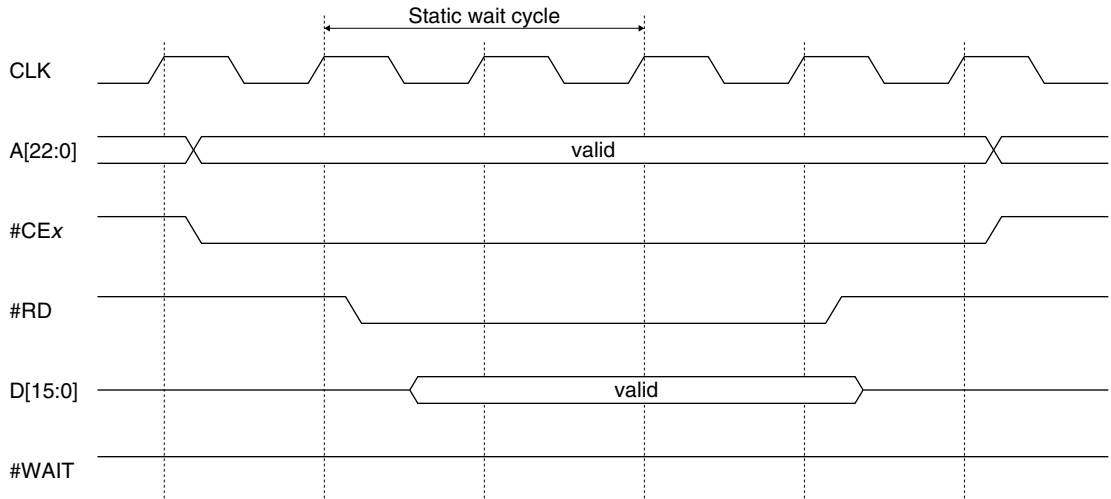 Static wait cycle
CLK
A[22:0]
valid
#CEx
#RD
D[15:0]
valid
#WAIT